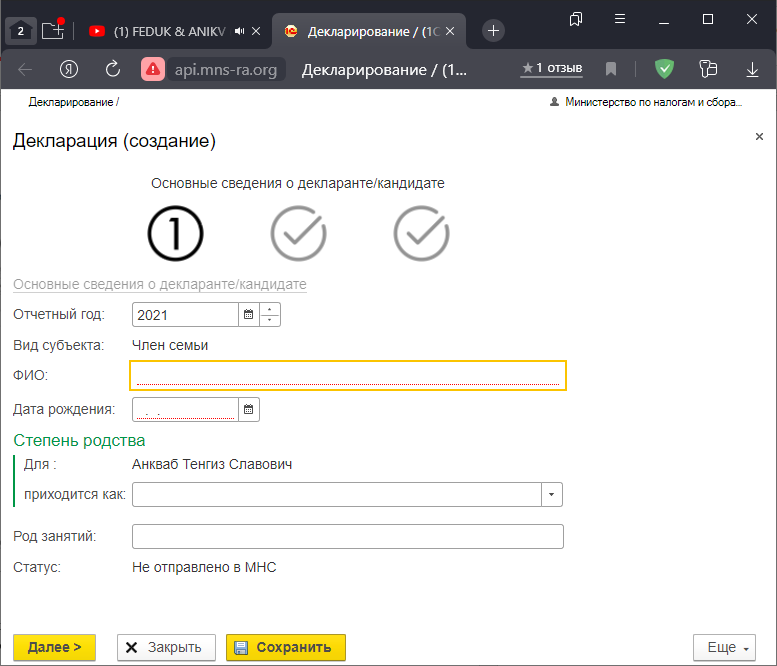 2
(1) FEDUK & ANIKV
Декларирование / (1С
api.mns-ra.org
Декларирование / (1...
★ 1 отзыв
Декларирование /
Министерство по налогам и сбора...
Декларация (создание)
Основные сведения о декларанте/кандидате
1
Основные сведения о декларанте/кандидате
Отчетный год: 2021
Вид субъекта: Член семьи
ФИО:
Дата рождения: . .
Степень родства
Для : Анкваб Тенгиз Славович
приходится как:
Род занятий:
Статус: Не отправлено в МНС
Далее > Закрыть Сохранить Еще